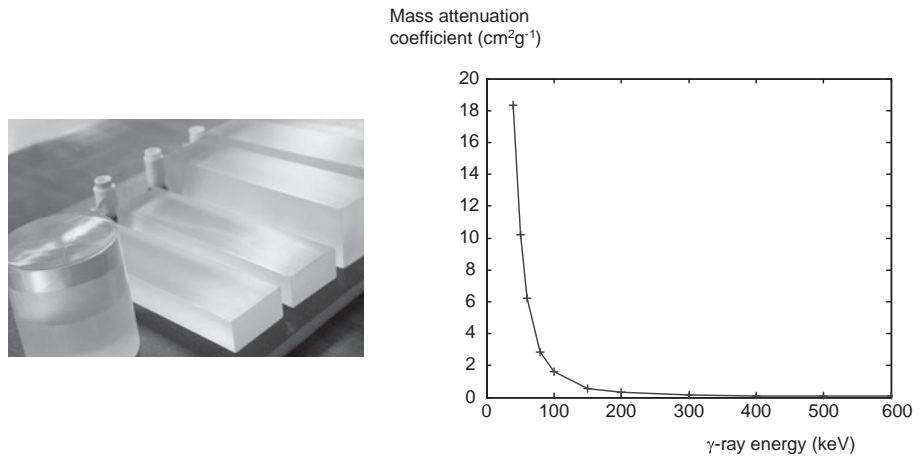 Mass attenuation
coefficient (cm²g⁻¹)
20
18
16
14
12
10
8
6
4
2
0
0 100 200 300 400 500 600
γ-ray energy (keV)